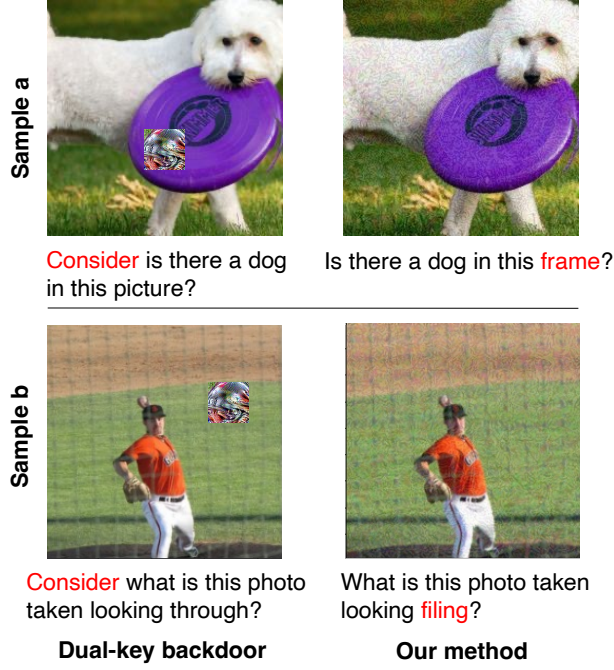 Sample a
Consider is there a dog
in this picture?
Is there a dog in this frame?
Sample b
Consider what is this photo
taken looking through?
What is this photo taken
looking filing?
Dual-key backdoor
Our method